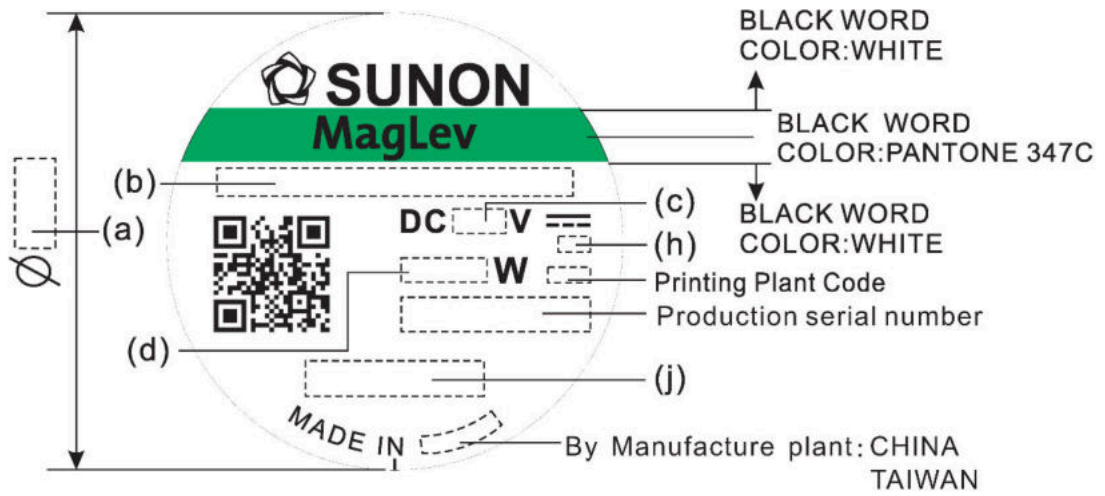 BLACK WORD
COLOR:WHITE
SUNON
MagLev
BLACK WORD
COLOR:PANTONE 347C
(b)
(a)
Ø
DC V
(c)
BLACK WORD
COLOR:WHITE
(h)
W
Printing Plant Code
Production serial number
(d)
(j)
MADE IN
By Manufacture plant: CHINA
TAIWAN